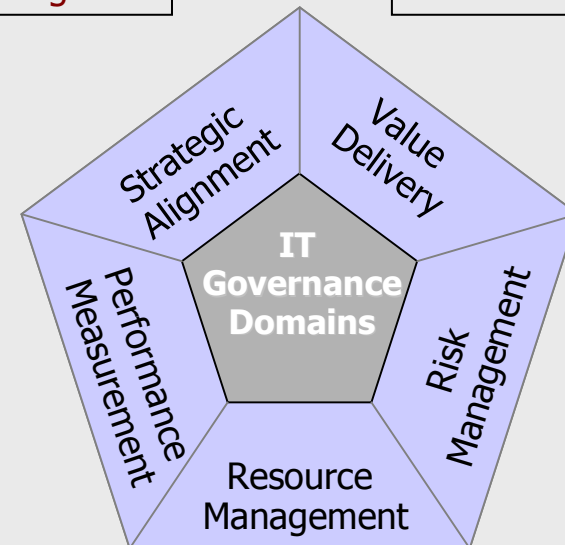 Strategic
Alignment
Value
Delivery
IT
Governance
Domains
Performance
Measurement
Risk
Management
Resource
Management